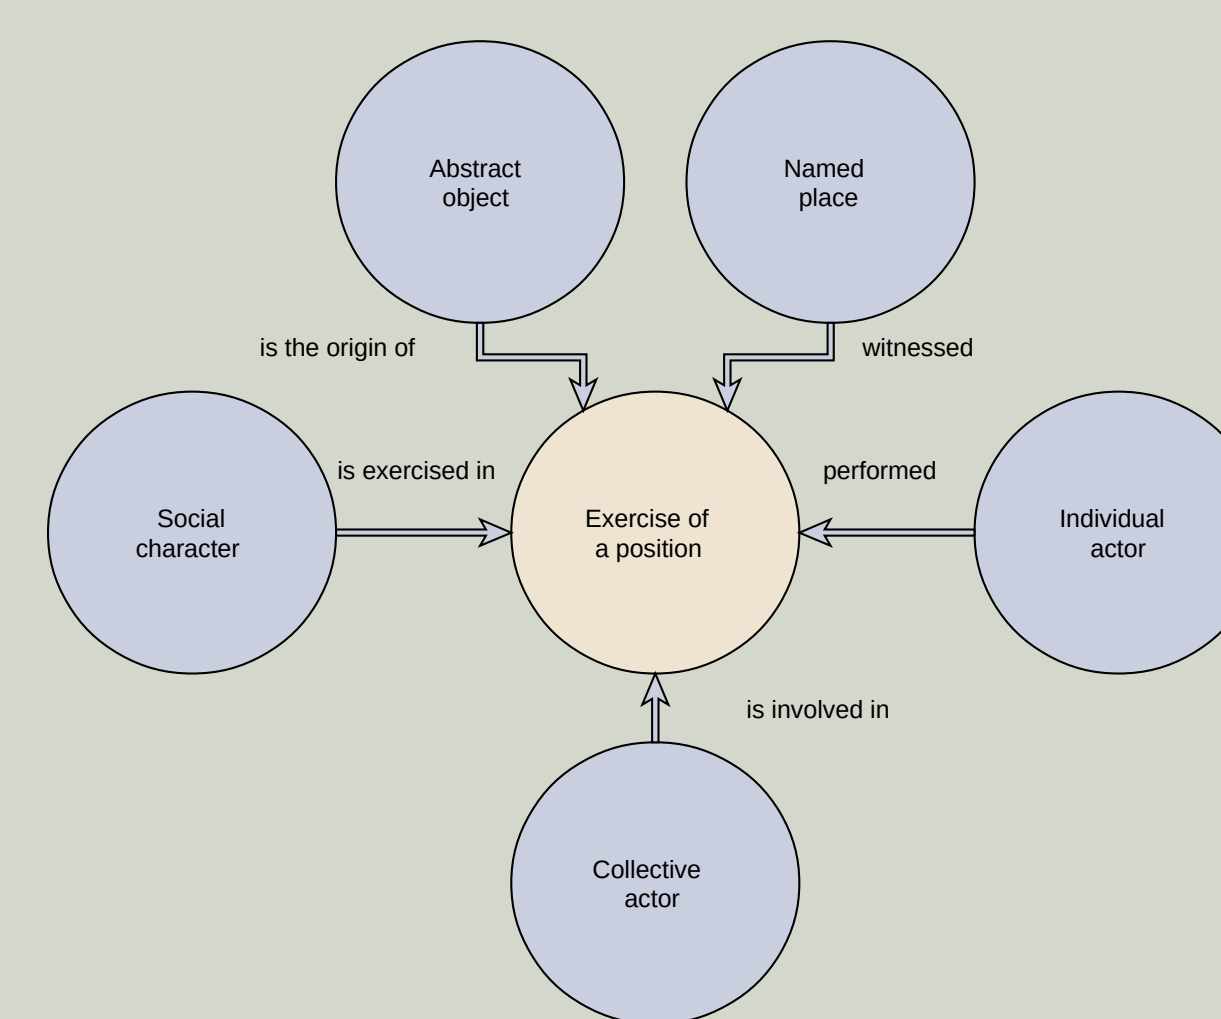 Abstract
object
Named
place
is the origin of
witnessed
is exercised in
performed
Social
character
Exercise of
a position
Individual
actor
is involved in
Collective
actor